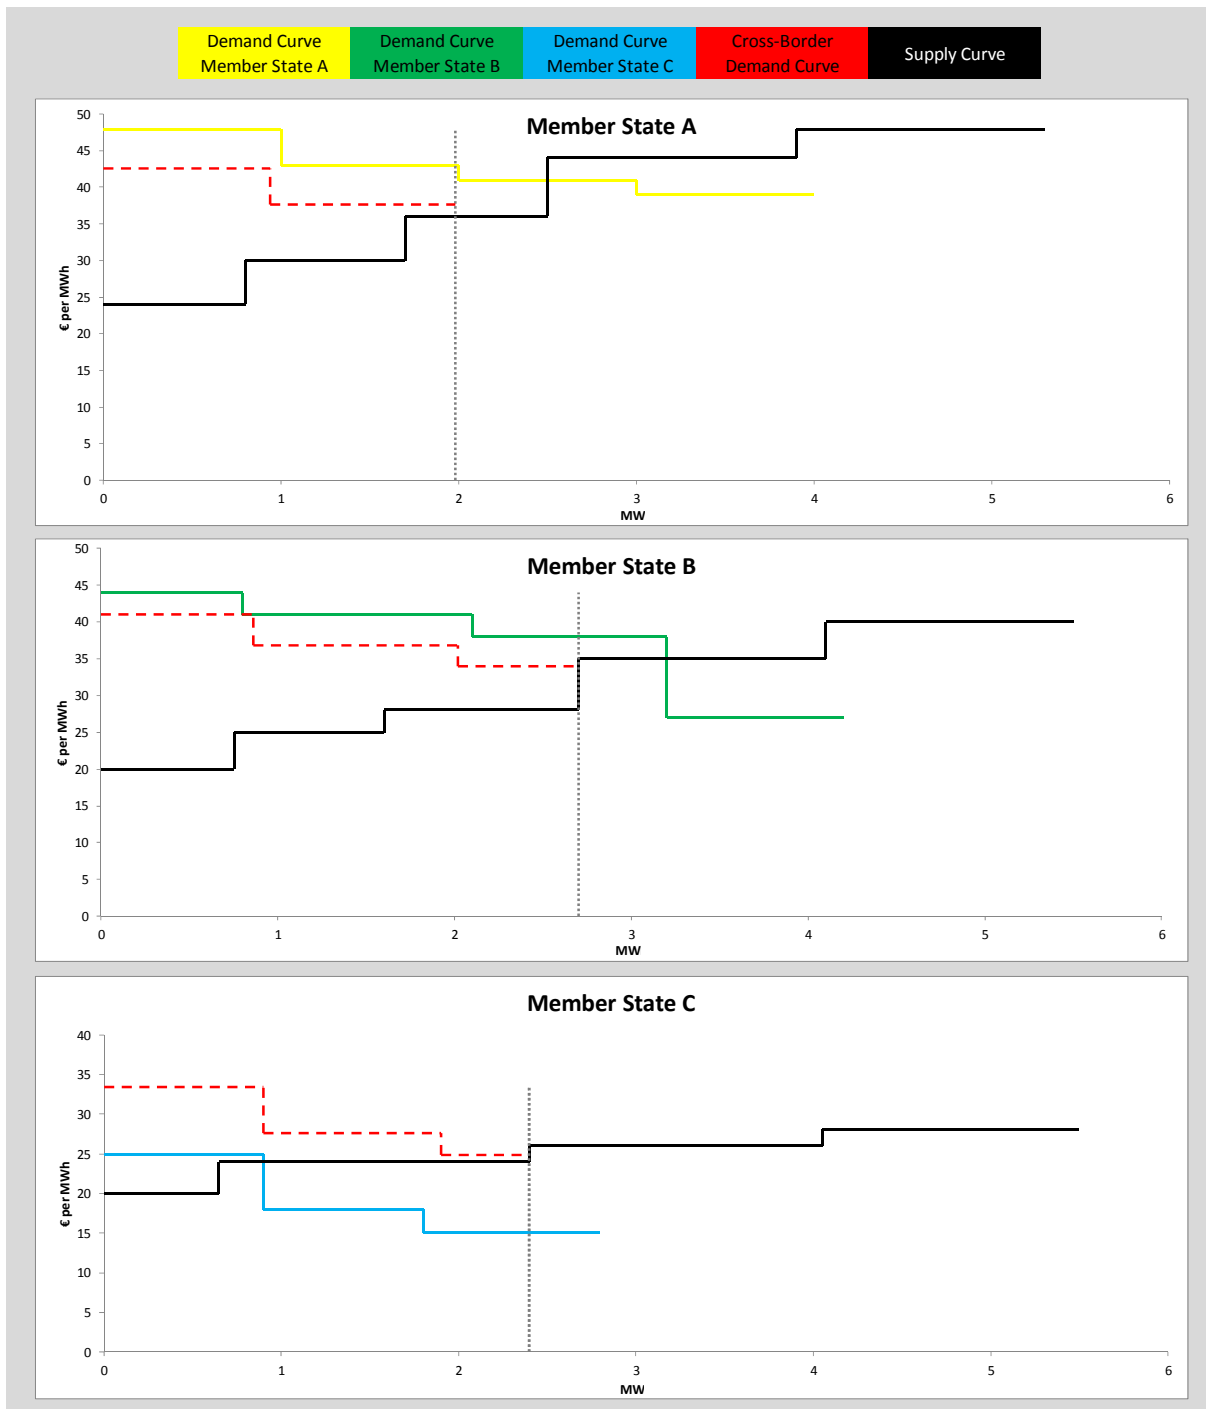 Demand Curve
Member State A
Demand Curve
Member State B
Demand Curve
Member State C
Cross-Border
Demand Curve
Supply Curve
Member State A
50
45
40
35
30
25
20
15
10
5
0
€ per MWh
0 1 2 3 4 5 6
MW
Member State B
50
45
40
35
30
25
20
15
10
5
0
€ per MWh
0 1 2 3 4 5 6
MW
Member State C
40
35
30
25
20
15
10
5
0
€ per MWh
0 1 2 3 4 5 6
MW